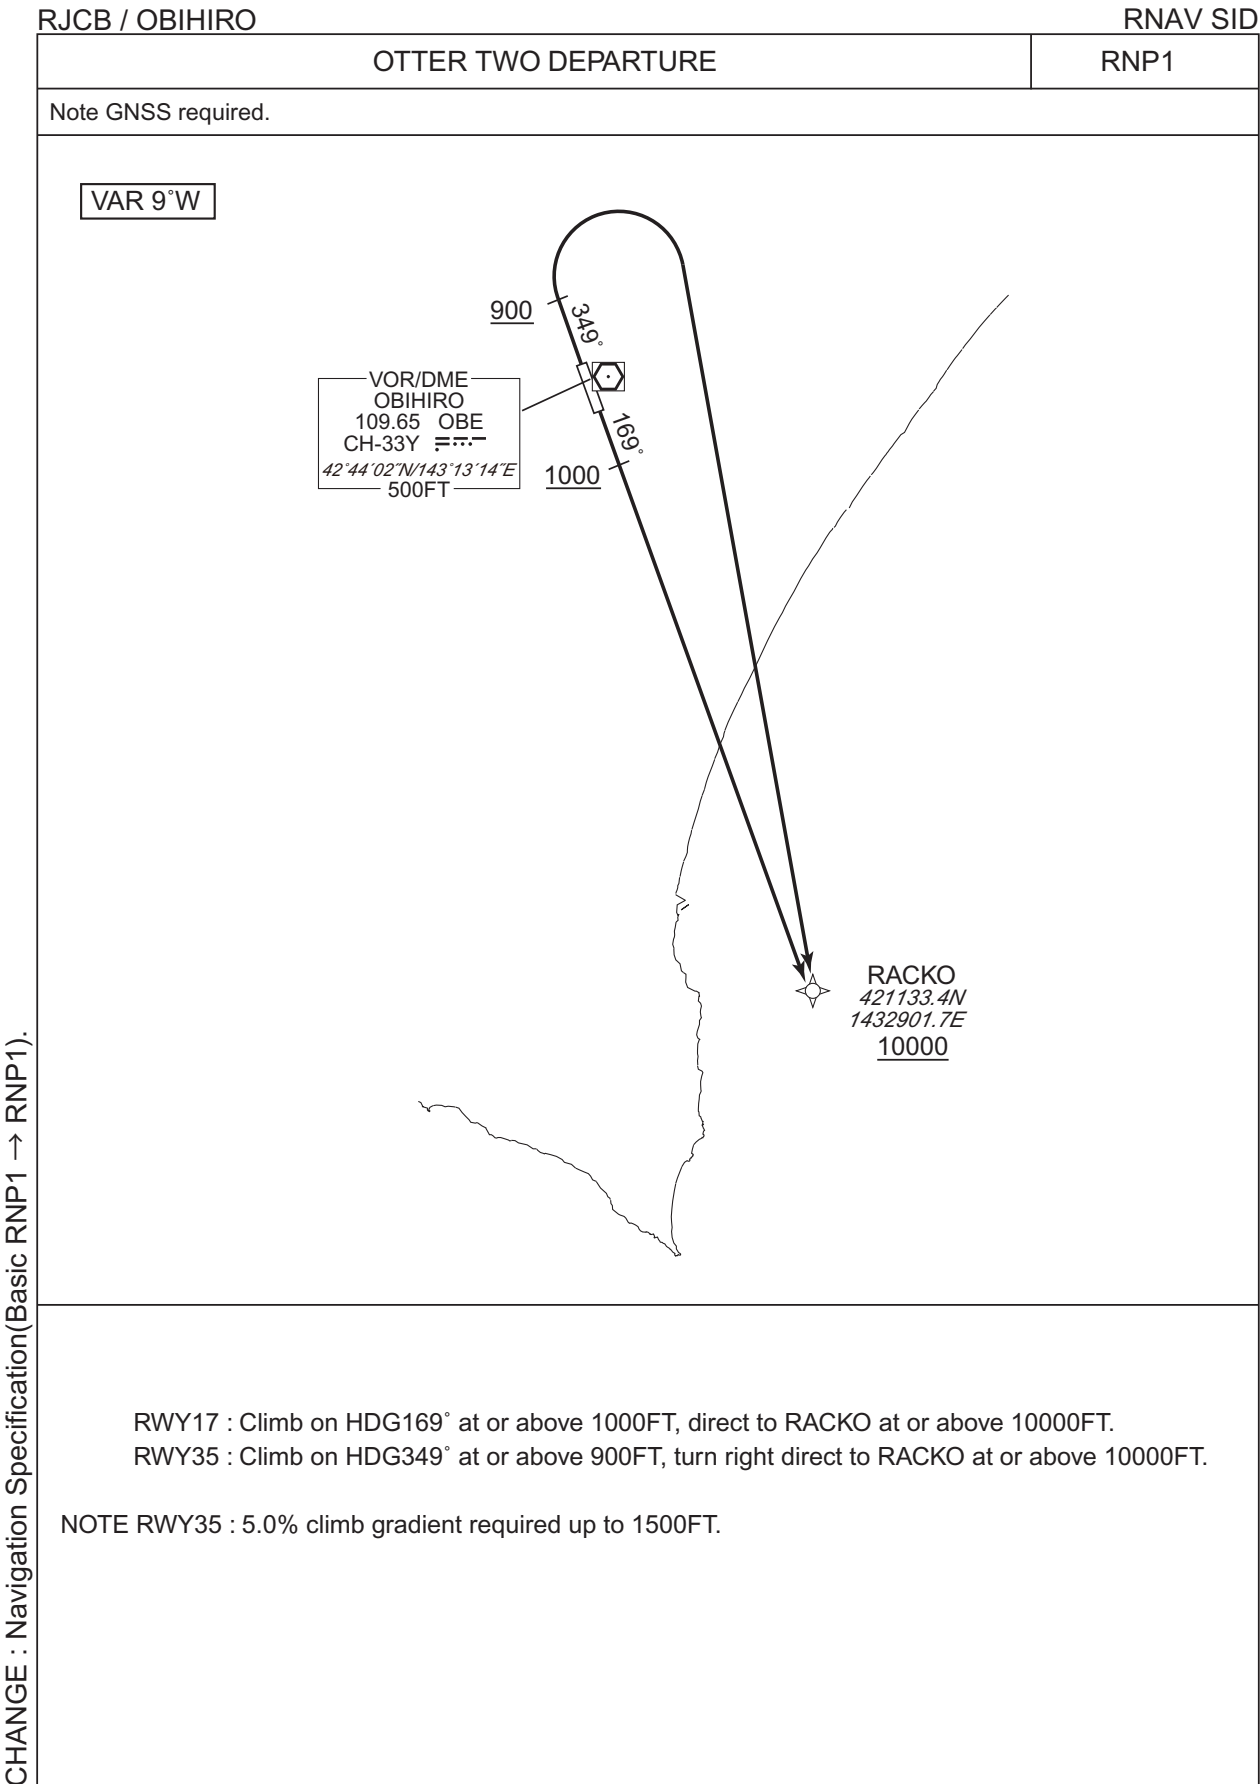 RJCB / OBIHIRO
RNAV SID
OTTER TWO DEPARTURE
RNP1
Note GNSS required.
VAR 9˚W
900
349˚
VOR/DME
OBIHIRO
109.65 OBE
CH-33Y
42˚44´02˝N/143˚13´14˝E
500FT
169˚
1000
RACKO
421133.4N
1432901.7E
10000
RWY17 : Climb on HDG169˚ at or above 1000FT, direct to RACKO at or above 10000FT.
RWY35 : Climb on HDG349˚ at or above 900FT, turn right direct to RACKO at or above 10000FT.
NOTE RWY35 : 5.0% climb gradient required up to 1500FT.
CHANGE : Navigation Specification(Basic RNP1 → RNP1).